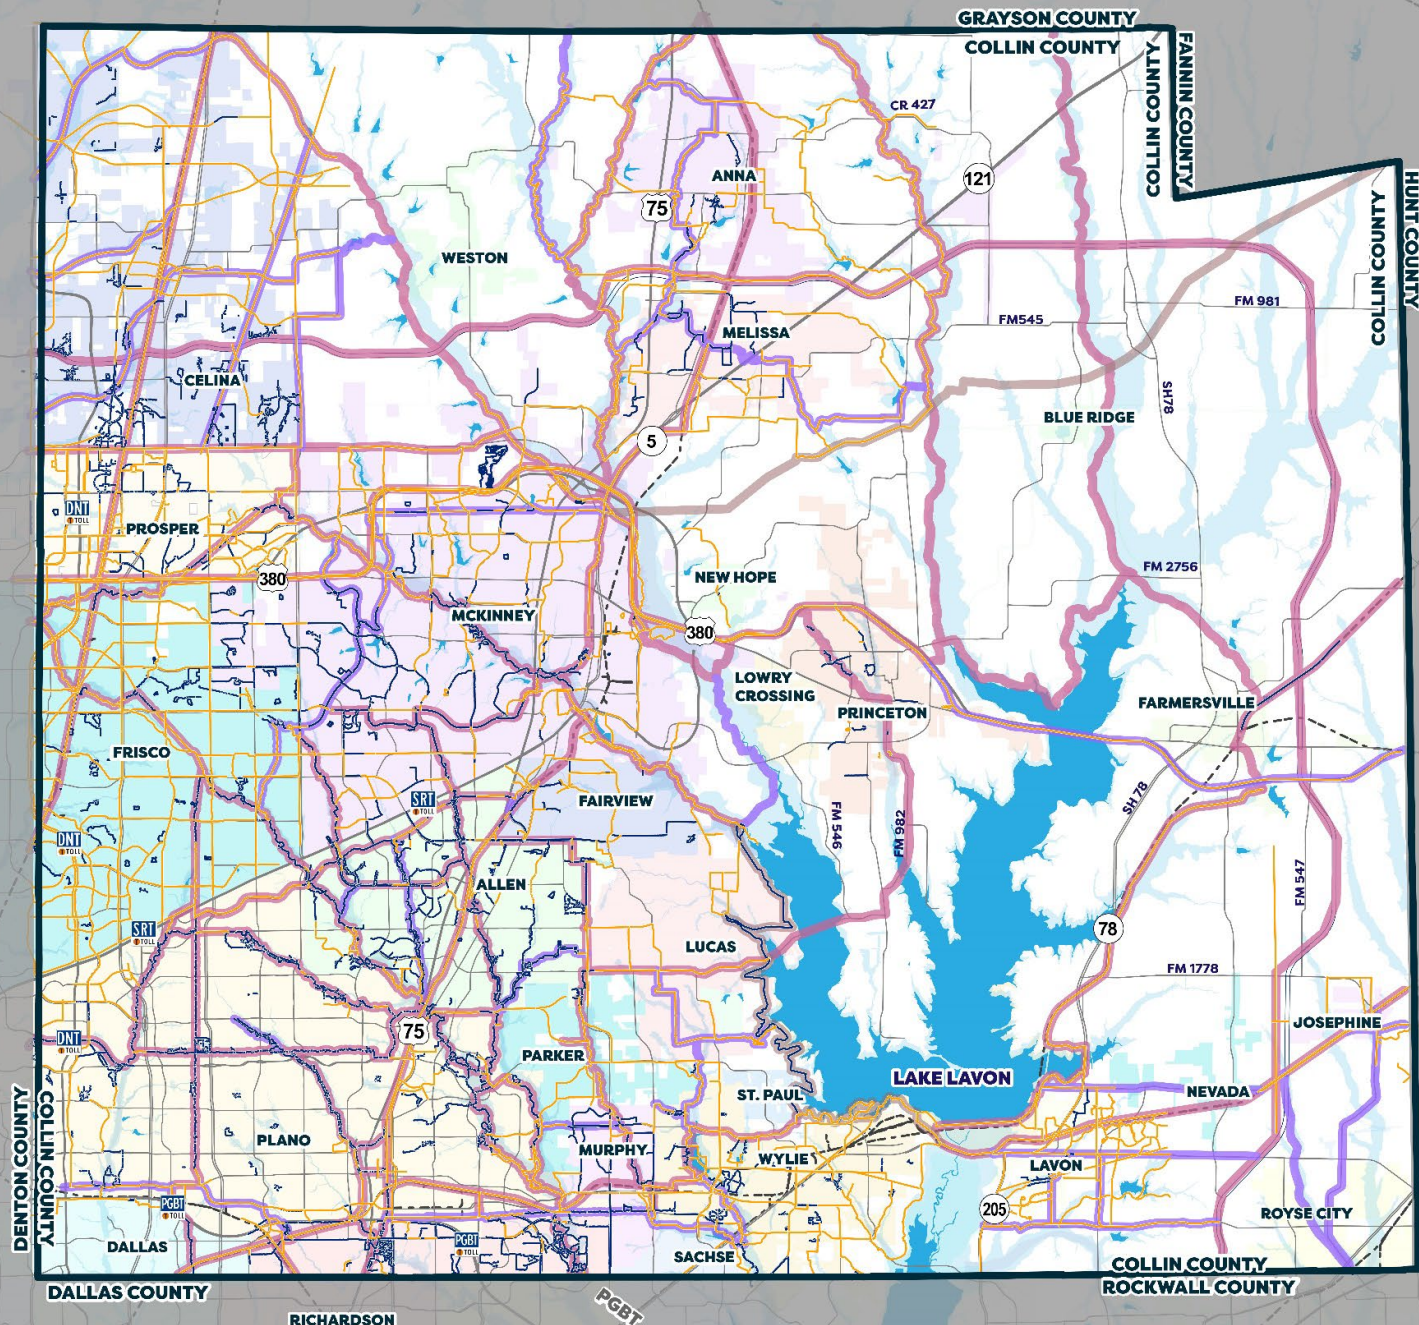 GRAYSON COUNTY
COLLIN COUNTY
COLLIN COUNTY
FANNIN COUNTY
CR 427
121
ANNA
75
HUNT COUNTY
COLLIN COUNTY
WESTON
FM 981
FM545
MELISSA
CELINA
SH78
BLUE RIDGE
5
DNT
TOLL
PROSPER
380
NEW HOPE
FM 2756
MCKINNEY
380
LOWRY
CROSSING
PRINCETON
FARMERSVILLE
FRISCO
SRT
TOLL
FAIRVIEW
SH 78
FM 546
FM 982
DNT
TOLL
ALLEN
FM 547
SRT
TOLL
LUCAS
78
FM 1778
75
DNT
TOLL
JOSEPHINE
PARKER
LAKE LAVON
ST. PAUL
NEVADA
DENTON COUNTY
COLLIN COUNTY
PLANO
MURPHY
WYLIE
LAVON
PGBT
TOLL
205
ROYSE CITY
DALLAS
PGBT
TOLL
SACHSE
COLLIN COUNTY
ROCKWALL COUNTY
DALLAS COUNTY
PGBT
RICHARDSON